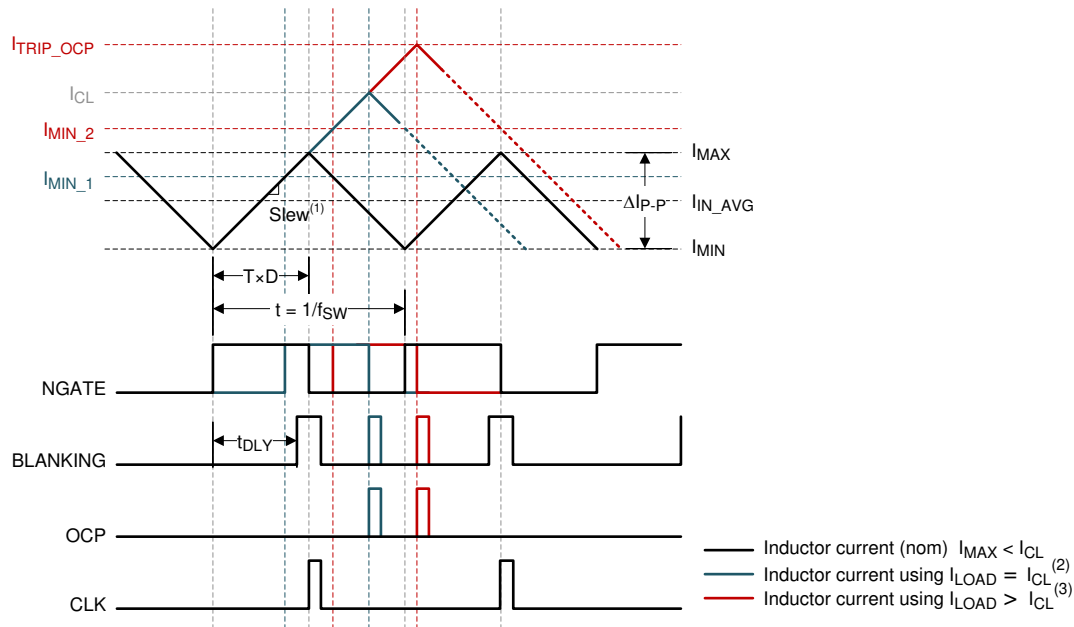 I_TRIP_OCP
I_CL
I_MIN_2
I_MAX
I_MIN_1
ΔI_P-P
I_IN_AVG
Slew(1)
I_MIN
T×D
t = 1/f_SW
NGATE
t_DLY
BLANKING
OCP
CLK
Inductor current (nom) I_MAX < I_CL
Inductor current using I_LOAD = I_CL(2)
Inductor current using I_LOAD > I_CL(3)